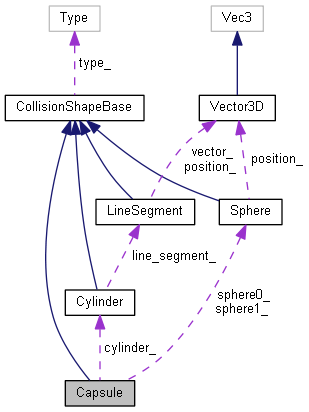 Type
Vec3
type_
CollisionShapeBase
Vector3D
vector_
position_
position_
LineSegment
Sphere
line_segment_
Cylinder
sphere0_
sphere1_
cylinder_
Capsule